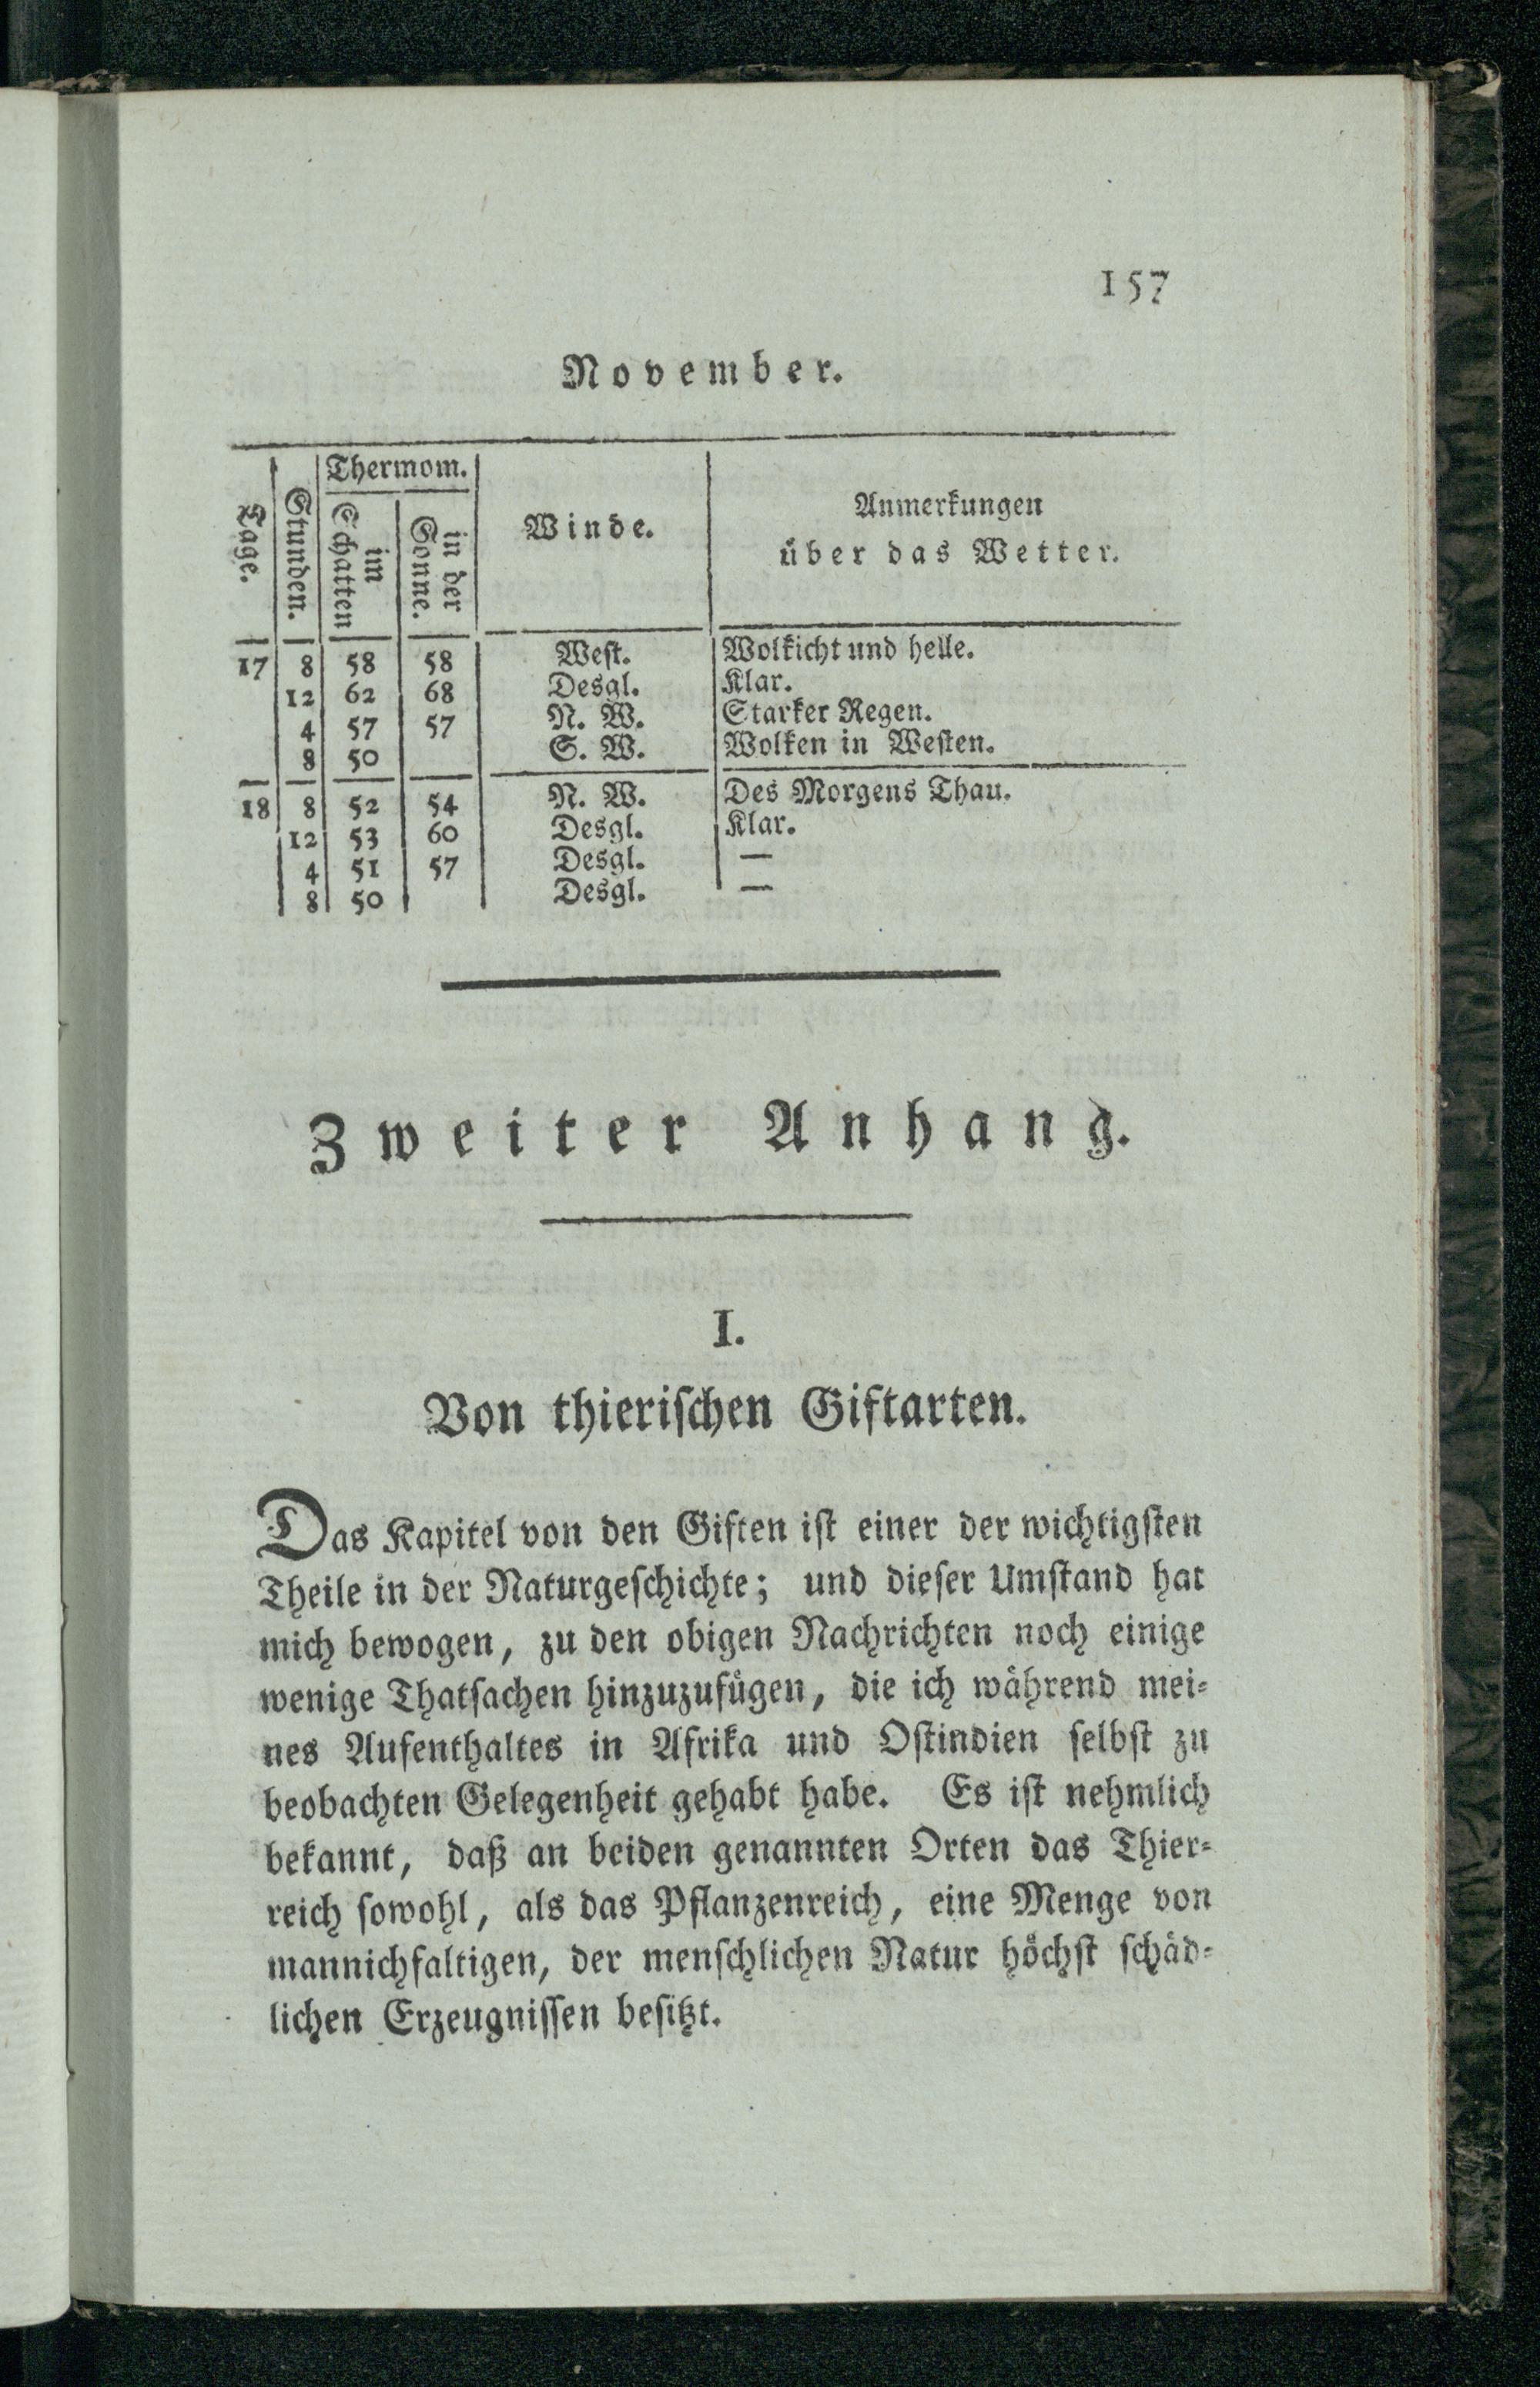 157
November.
Tage. Stunden. Thermom. im Schatten in der Sonne. Winde. Anmerkungen
über das Wetter.
17 8 58 58 West. Wolkicht und helle.
12 62 68 Desgl. Klar.
4 57 57 N. W. Starker Regen.
8 50 S. W. Wolken in Westen.
18 8 52 54 N. W. Des Morgens Thau.
12 53 60 Desgl. Klar.
4 51 57 Desgl. —
8 50 Desgl. —
Zweiter Anhang.
I.
Von thierischen Giftarten.
Das Kapitel von den Giften ist einer der wichtigsten
Theile in der Naturgeschichte; und dieser Umstand hat
mich bewogen, zu den obigen Nachrichten noch einige
wenige Thatsachen hinzuzufügen, die ich während mei-
nes Aufenthaltes in Afrika und Ostindien selbst zu
beobachten Gelegenheit gehabt habe. Es ist nehmlich
bekannt, daß an beiden genannten Orten das Thier-
reich sowohl, als das Pflanzenreich, eine Menge von
mannichfaltigen, der menschlichen Natur höchst schäd-
lichen Erzeugnissen besitzt.